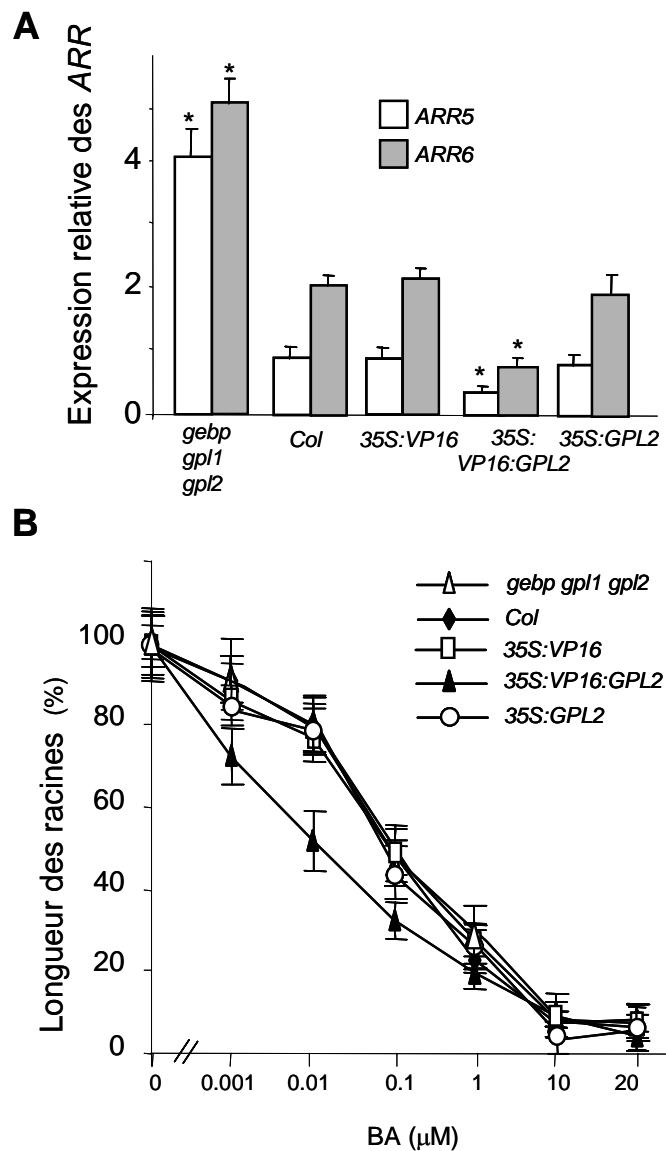 A
Expression relative des ARR
4
2
0
* *
* *
ARR5
ARR6
gebp
gpl1
gpl2
Col
35S:VP16
35S:
VP16:GPL2
35S:GPL2
B
Longueur des racines (%)
100
80
60
40
20
0
gebp gpl1 gpl2
Col
35S:VP16
35S:VP16:GPL2
35S:GPL2
0 0.001 0.01 0.1 1 10 20
BA (μM)